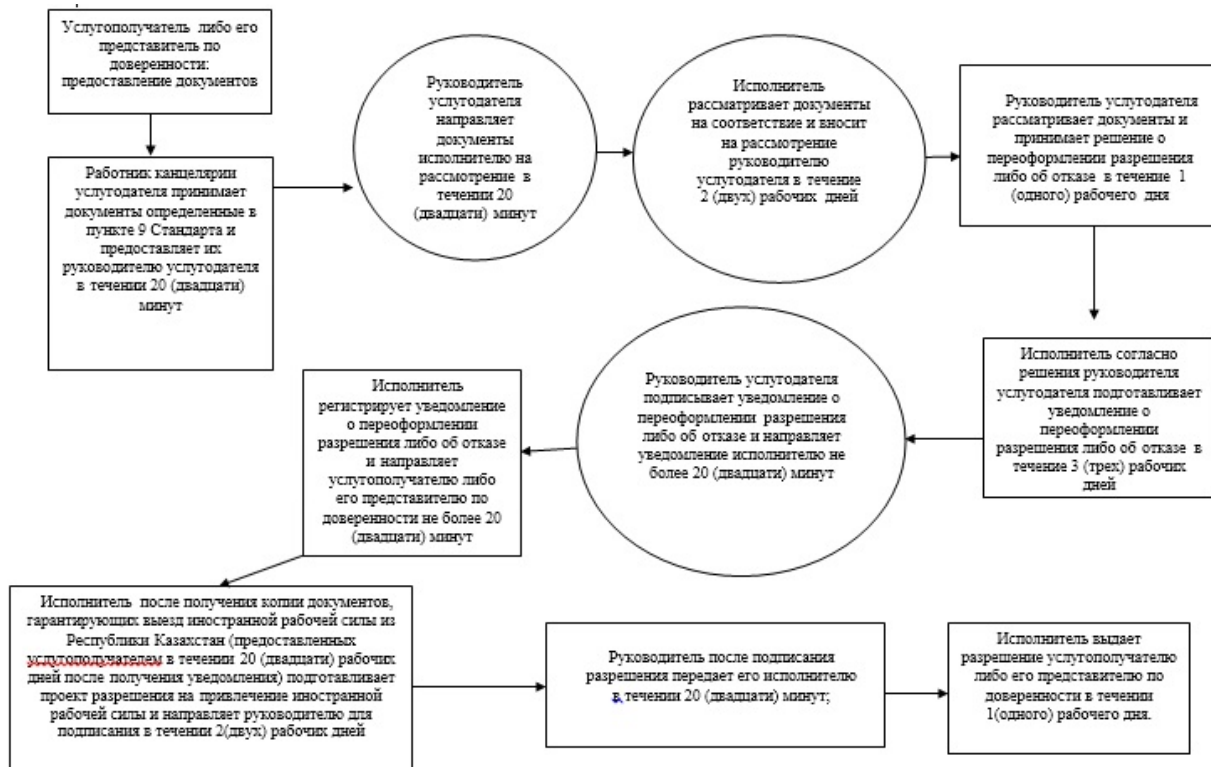 Услугополучатель либо его
представитель по
доверенности:
предоставление документов
Работник канцелярии
услугодателя принимает
документы определенные в
пункте 9 Стандарта и
предоставляет их
руководителю услугодателя
в течении 20 (двадцати)
минут
Руководитель
услугодателя
направляет
документы
исполнителю на
рассмотрение в
течении 20
(двадцати) минут
Исполнитель
рассматривает документы
на соответствие и вносит
на рассмотрение
руководителю
услугодателя в течение
2 (двух) рабочих дней
Руководитель услугодателя
рассматривает документы и
принимает решение о
переоформлении разрешения
либо об отказе в течение 1
(одного) рабочего дня
Исполнитель согласно
решения руководителя
услугодателя подготавливает
уведомление о
переоформлении
разрешения либо об отказе в
течение 3 (трех) рабочих
дней
Руководитель услугодателя
подписывает уведомление о
переоформлении разрешения
либо об отказе и направляет
уведомление исполнителю не
более 20 (двадцати) минут
Исполнитель
регистрирует уведомление
о переоформлении
разрешения либо об отказе
и направляет
услугополучателю либо
его представителю по
доверенности не более 20
(двадцати) минут
Исполнитель после получения копии документов,
гарантирующих выезд иностранной рабочей силы из
Республики Казахстан (предоставленных
услугополучателем в течении 20 (двадцати) рабочих
дней после получения уведомления) подготавливает
проект разрешения на привлечение иностранной
рабочей силы и направляет руководителю для
подписания в течении 2(двух) рабочих дней
Руководитель после подписания
разрешения передает его исполнителю
в течении 20 (двадцати) минут;
Исполнитель выдает
разрешение услугополучателю
либо его представителю по
доверенности в течении
1(одного) рабочего дня.